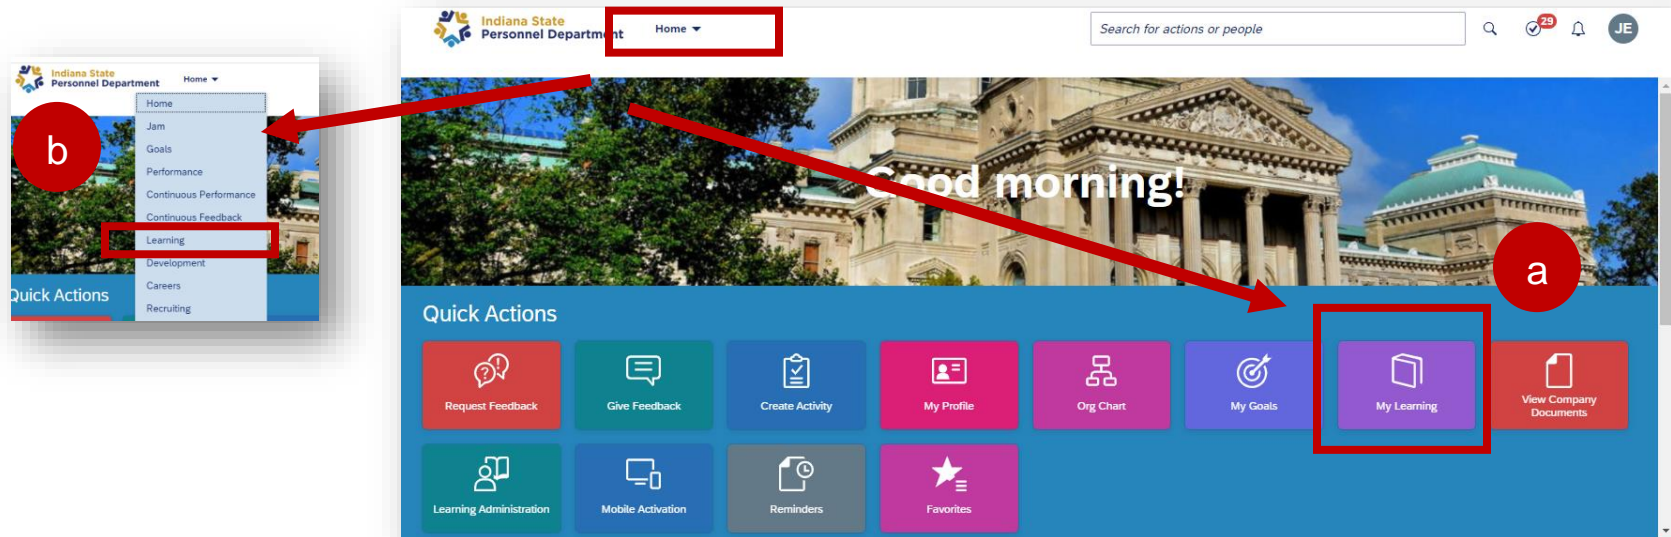 Indiana State
Personnel Department
Home
Search for actions or people
29
JE
Indiana State
Personnel Department
Home
b
Home
Jam
Goals
Performance
Continuous Performance
Continuous Feedback
Learning
Development
Careers
Recruiting
Quick Actions
Good morning!
a
Quick Actions
Request Feedback
Give Feedback
Create Activity
My Profile
Org Chart
My Goals
My Learning
View Company
Documents
Learning Administration
Mobile Activation
Reminders
Favorites